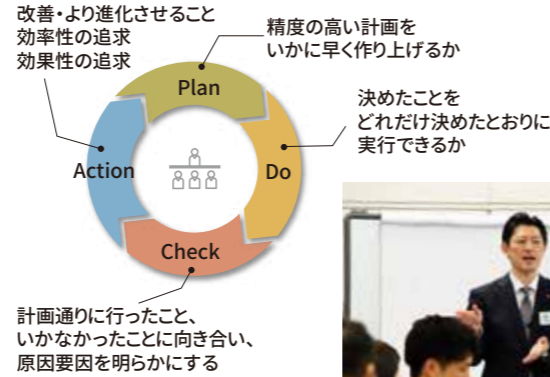 改善・より進化させること
効率性の追求
効果性の追求
精度の高い計画を
いかに早く作り上げるか
Plan
決めたことを
どれだけ決めたとおりに
実行できるか
Action
Do
Check
計画通りに行ったこと、
いかなかったことに向き合い、
原因要因を明らかにする